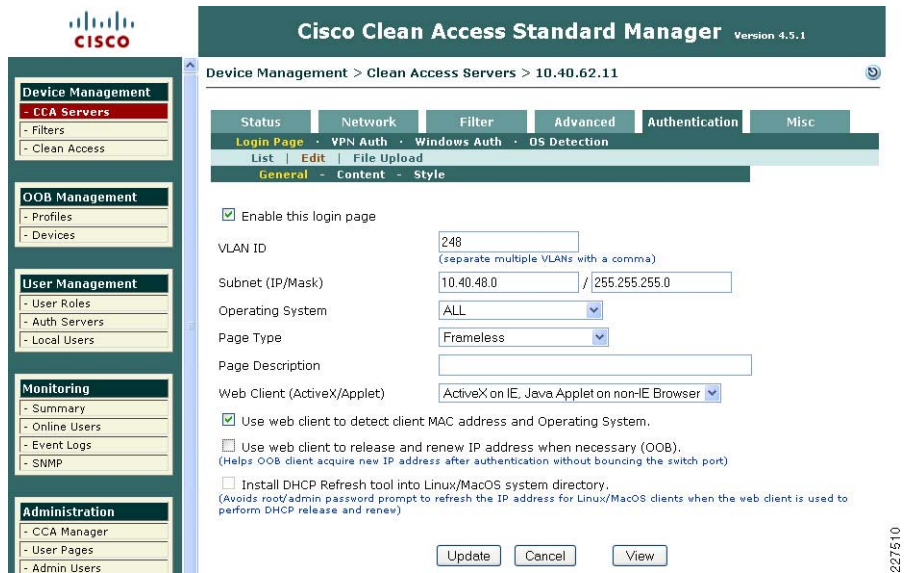 CISCO
Cisco Clean Access Standard Manager Version 4.5.1
Device Management > Clean Access Servers > 10.40.62.11
Device Management
- CCA Servers
- Filters
- Clean Access
OOB Management
- Profiles
- Devices
User Management
- User Roles
- Auth Servers
- Local Users
Monitoring
- Summary
- Online Users
- Event Logs
- SNMP
Administration
- CCA Manager
- User Pages
- Admin Users
Status Network Filter Advanced Authentication Misc
Login Page · VPN Auth · Windows Auth · OS Detection
List | Edit | File Upload
General - Content - Style
Enable this login page
VLAN ID 248
(separate multiple VLANs with a comma)
Subnet (IP/Mask) 10.40.48.0 / 255.255.255.0
Operating System ALL
Page Type Frameless
Page Description
Web Client (ActiveX/Applet) ActiveX on IE, Java Applet on non-IE Browser
Use web client to detect client MAC address and Operating System.
Use web client to release and renew IP address when necessary (OOB).
(Helps OOB client acquire new IP address after authentication without bouncing the switch port)
Install DHCP Refresh tool into Linux/MacOS system directory.
(Avoids root/admin password prompt to refresh the IP address for Linux/MacOS clients when the web client is used to
perform DHCP release and renew)
Update Cancel View
227510